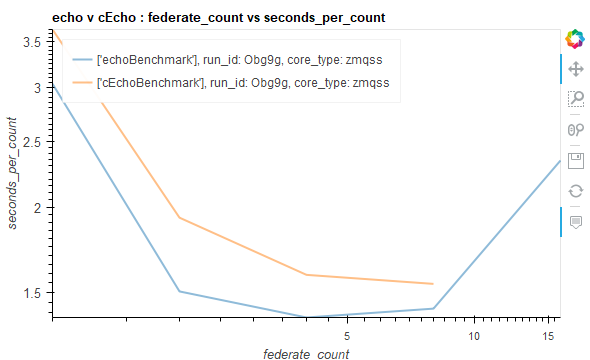 echo v cEcho : federate_count vs seconds_per_count
['echoBenchmark'], run_id: Obg9g, core_type: zmqss
['cEchoBenchmark'], run_id: Obg9g, core_type: zmqss
seconds_per_count
3.5
3
2.5
2
1.5
5
10
15
federate_count